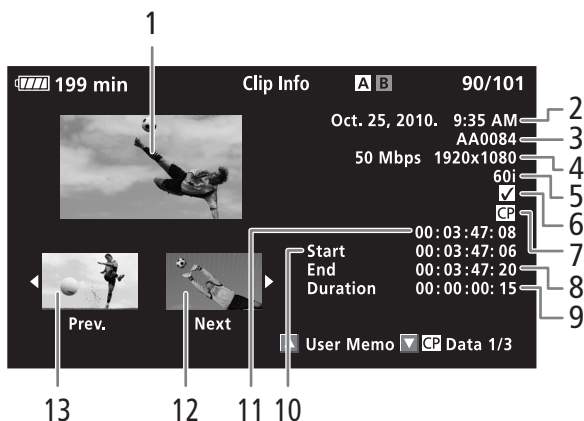 1
199 min Clip Info A B 90/101
Oct. 25, 2010. 9:35 AM 2
AA0084 3
50 Mbps 1920x1080 4
60i 5
6
CP 7
00:03:47:08
Start 00:03:47:06
End 00:03:47:20 8
Duration 00:00:00:15 9
Prev. Next
User Memo CP Data 1/3
13 12 11 10